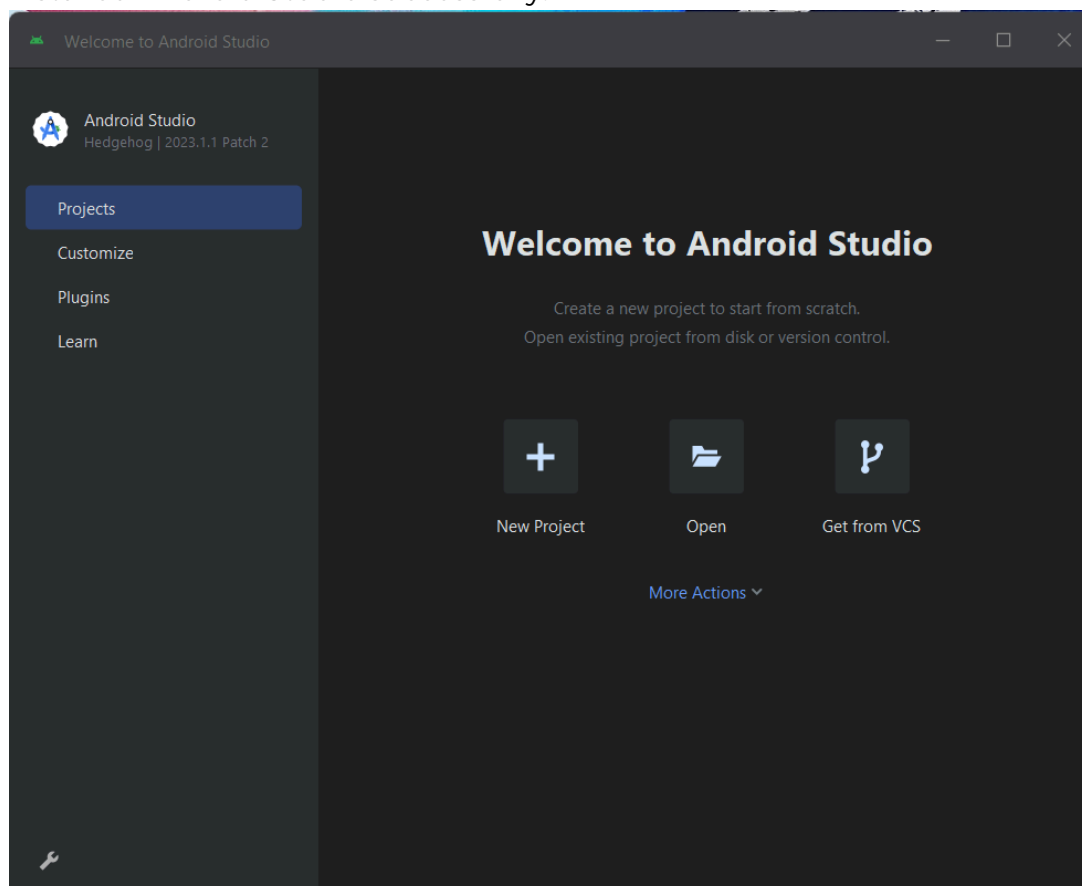 Welcome to Android Studio
Android Studio
Hedgehog | 2023.1.1 Patch 2
Projects
Customize
Plugins
Learn
Welcome to Android Studio
Create a new project to start from scratch.
Open existing project from disk or version control.
New Project
Open
Get from VCS
More Actions